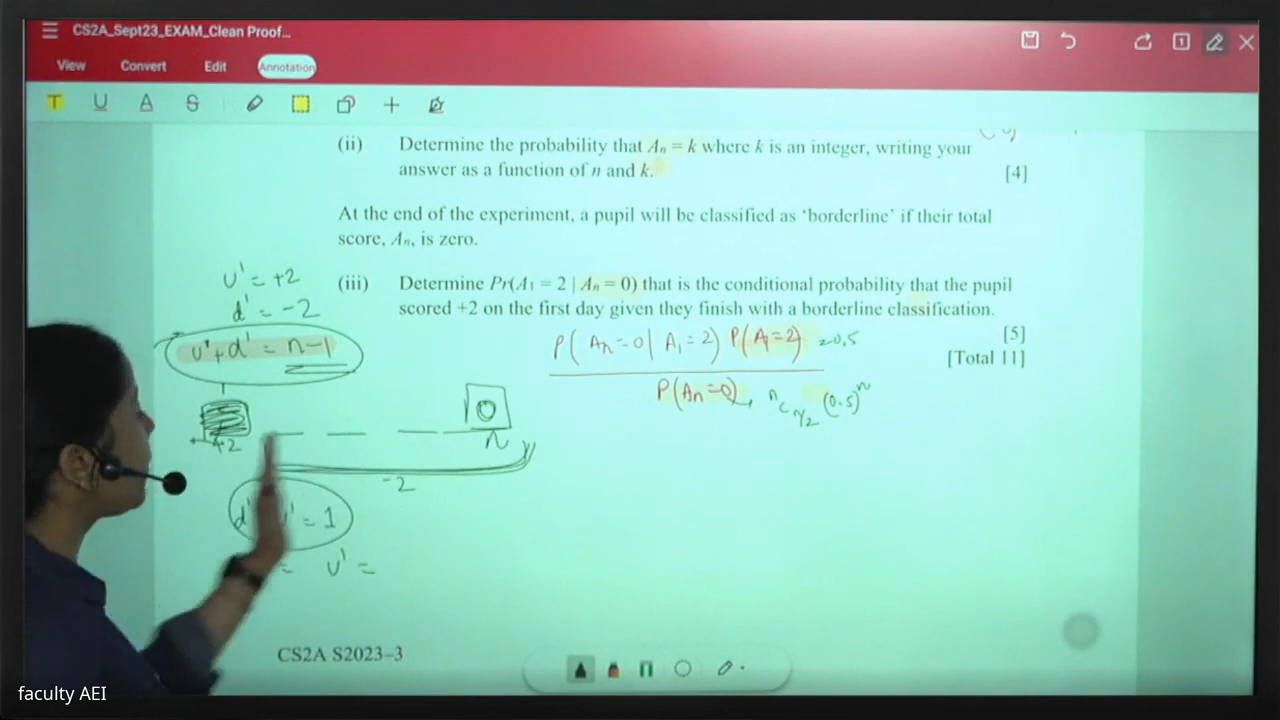 CS2A_Sept23_EXAM_Clean Proof...
View Convert Edit Annotation
(ii) Determine the probability that Aₙ = k where k is an integer, writing your
answer as a function of n and k. [4]
At the end of the experiment, a pupil will be classified as ‘borderline’ if their total
score, Aₙ, is zero.
(iii) Determine Pr(A₁ = 2 | Aₙ = 0) that is the conditional probability that the pupil
scored +2 on the first day given they finish with a borderline classification.
[5]
[Total 11]
u' = +2
d' = -2
u' + d' = n-1
P(An=0 | A₁=2) P(A₁=2) = 0.5
P(An=0) → ⁿC n/2 (0.5)ⁿ
+2
0
n
-2
d' u' = 1
= u' =
CS2A S2023-3
faculty AEI